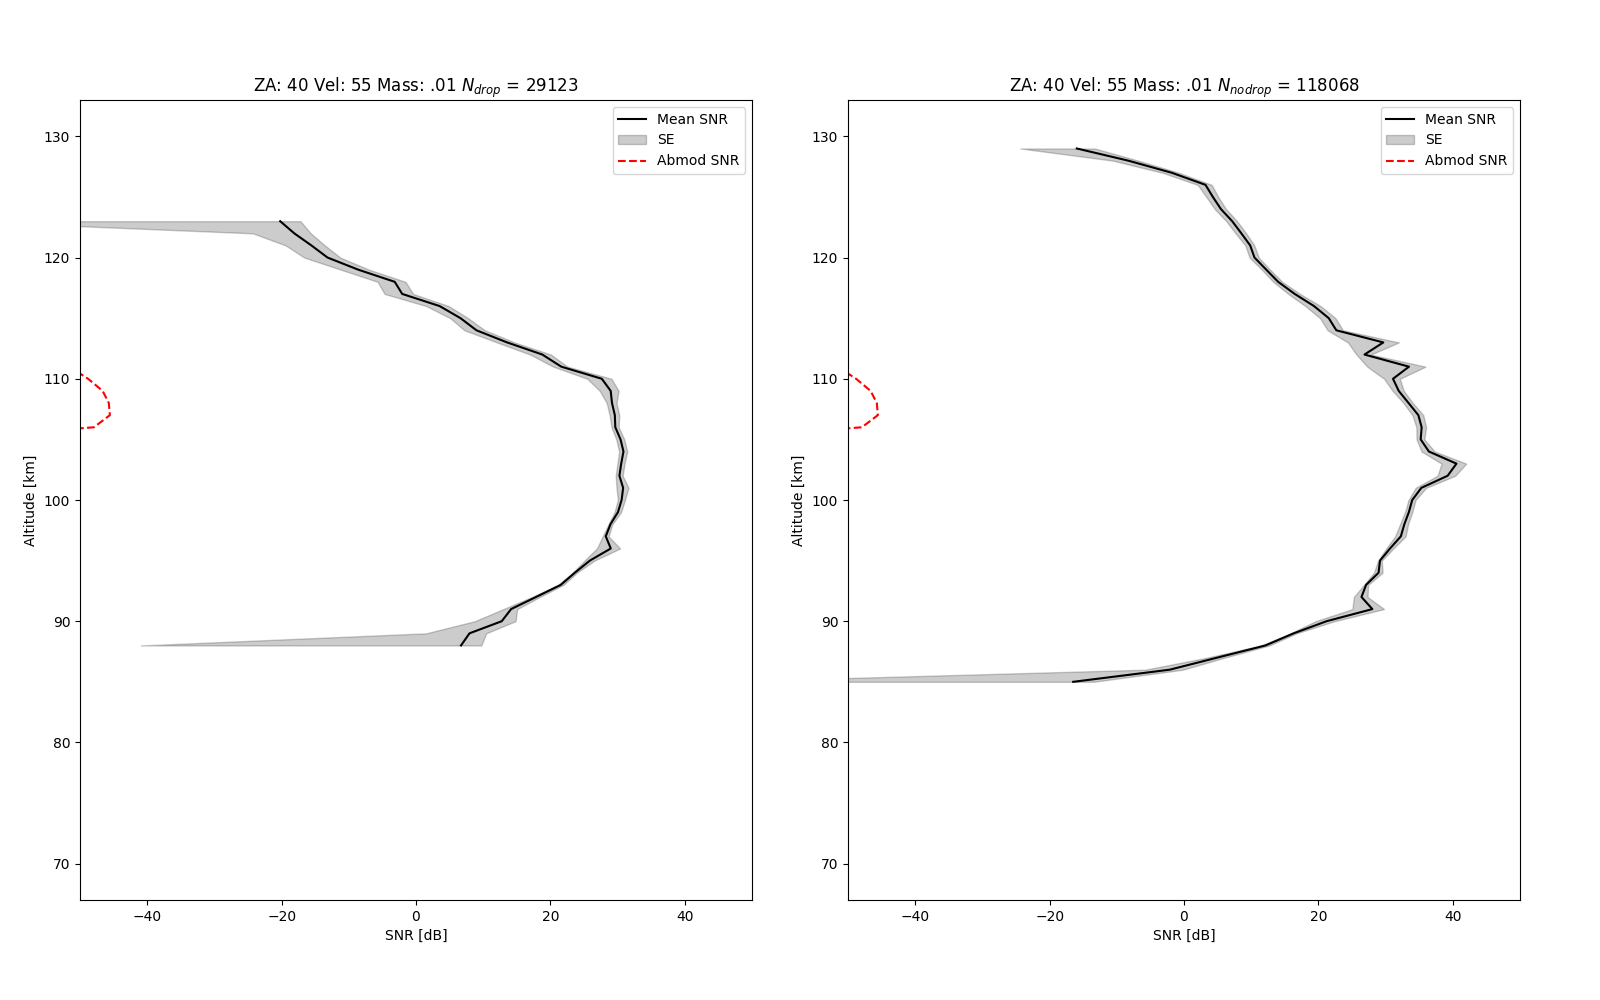 ZA: 40 Vel: 55 Mass: .01 N_drop = 29123
Mean SNR
SE
Abmod SNR
130
120
110
100
90
80
70
Altitude [km]
−40
−20
0
20
40
SNR [dB]
ZA: 40 Vel: 55 Mass: .01 N_nodrop = 118068
Mean SNR
SE
Abmod SNR
130
120
110
100
90
80
70
Altitude [km]
−40
−20
0
20
40
SNR [dB]